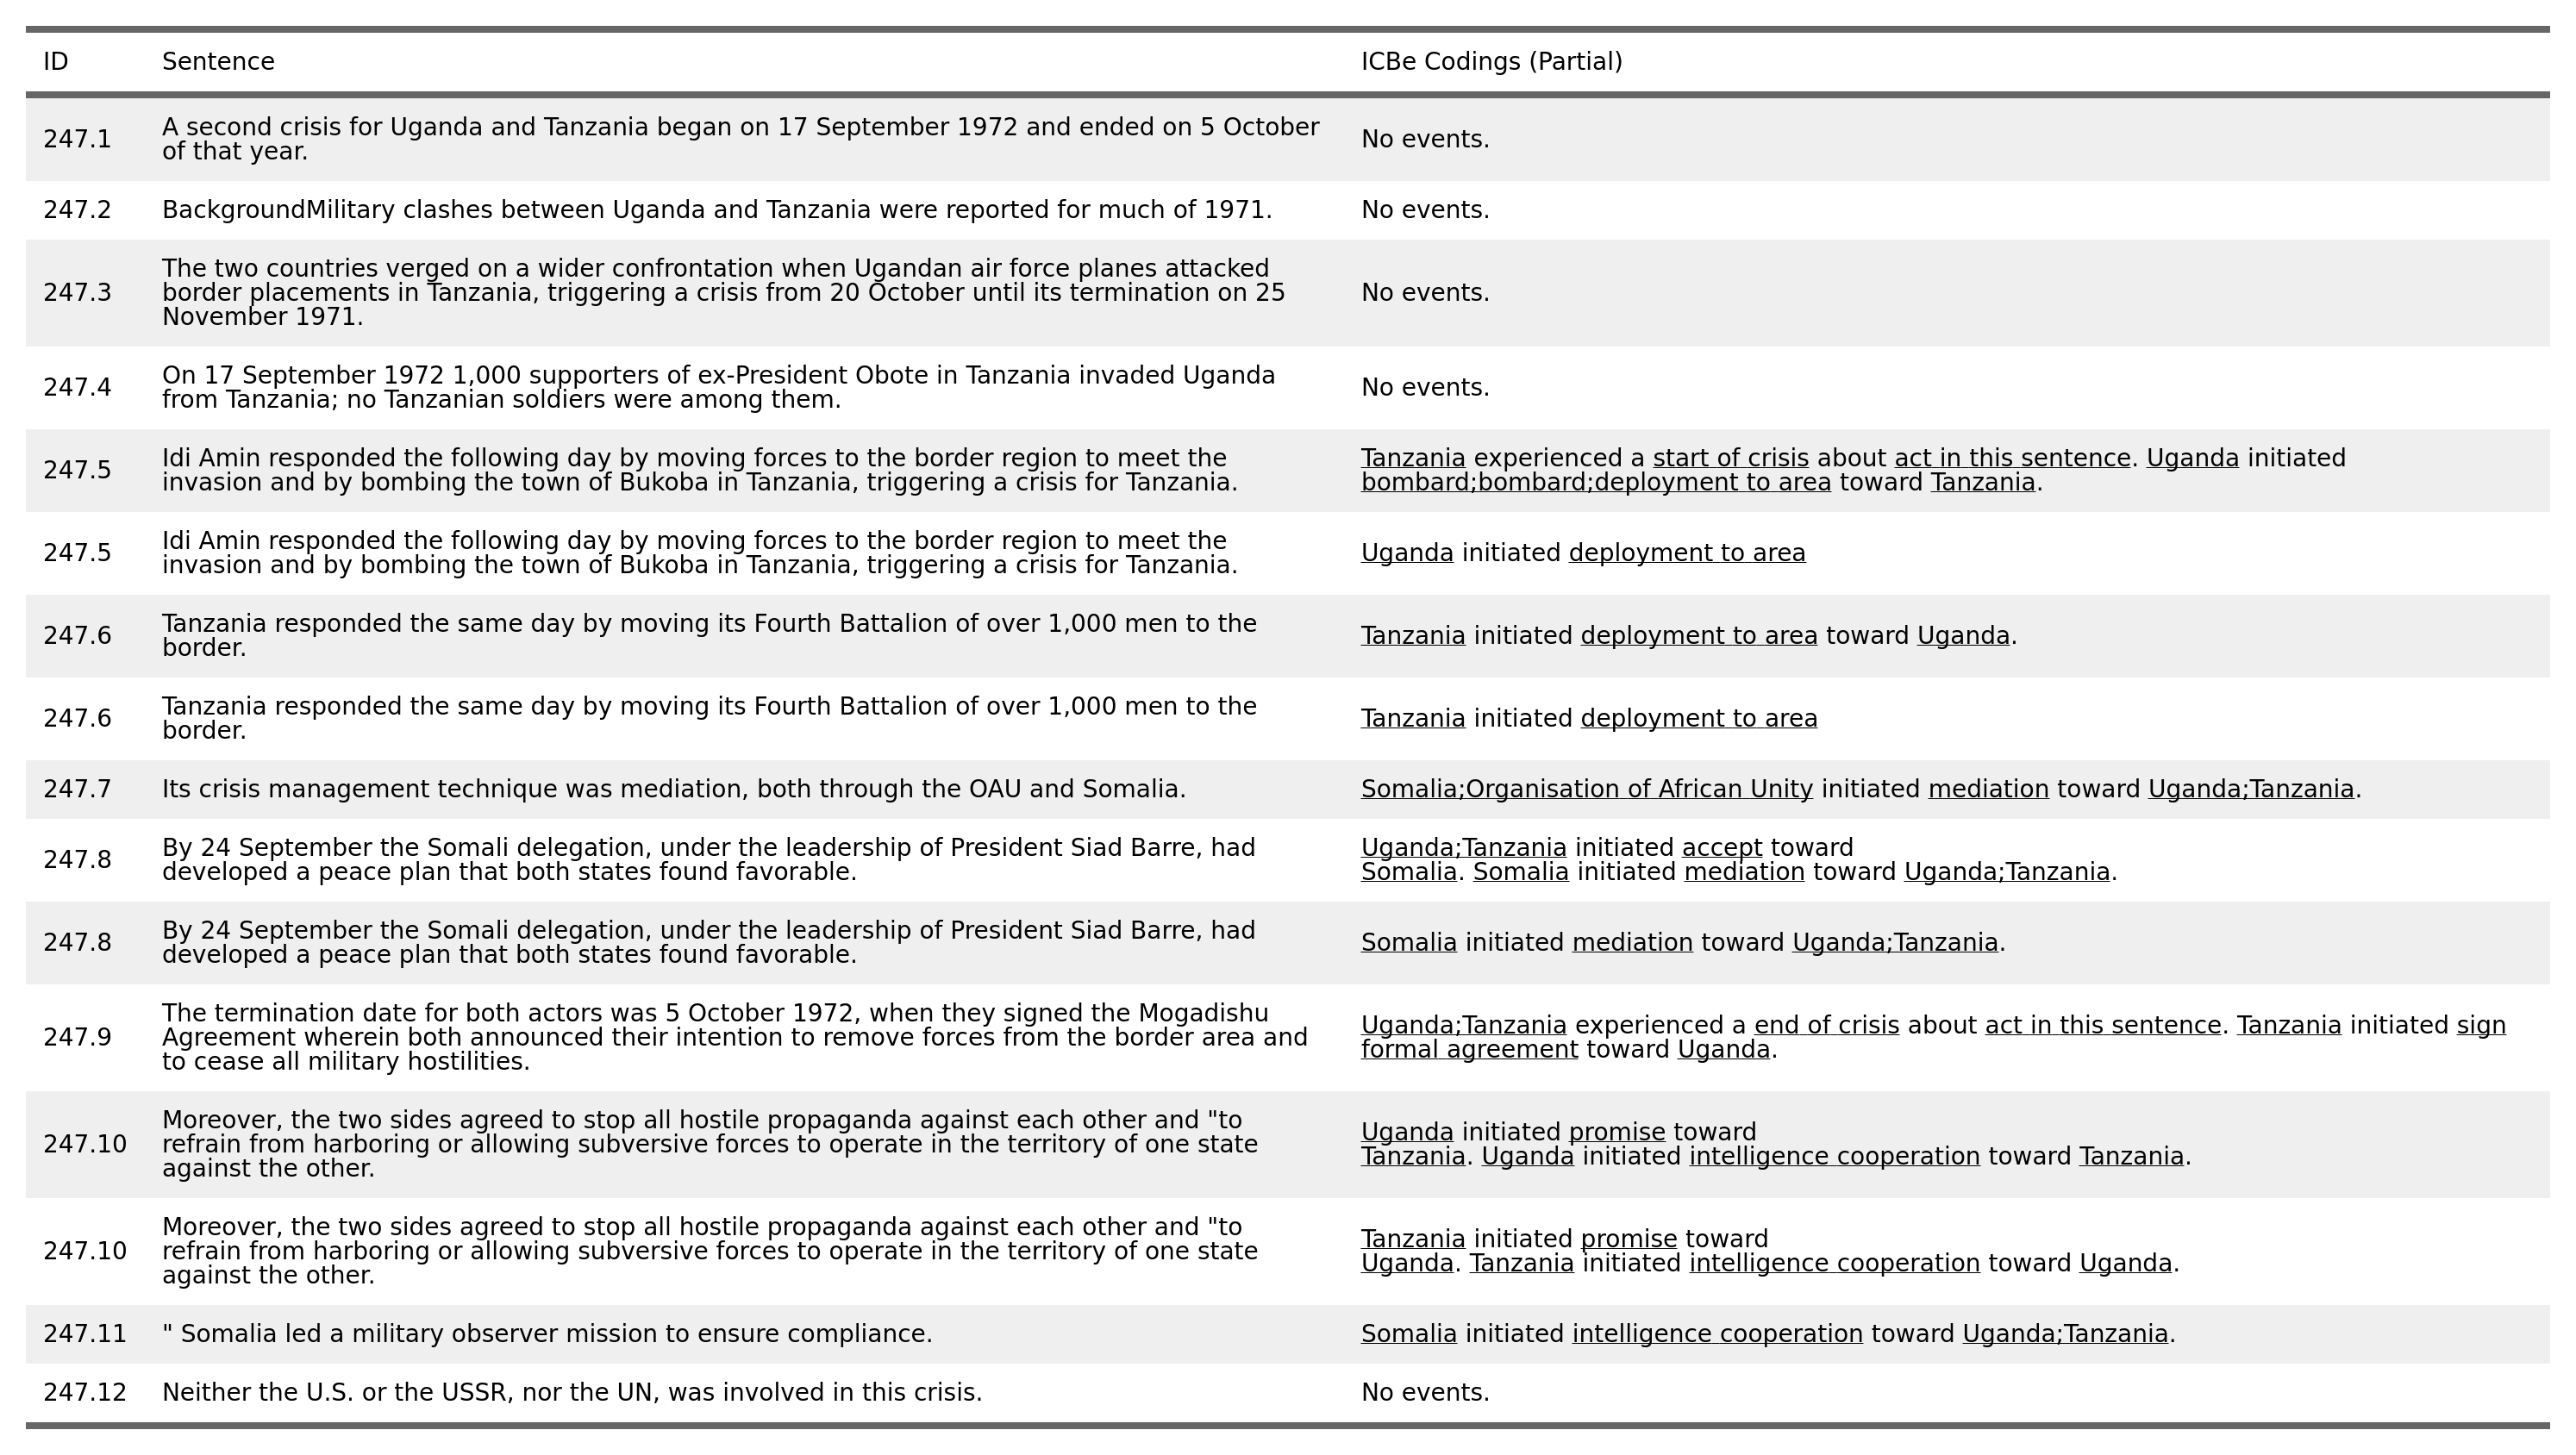 ID Sentence ICBe Codings (Partial)
247.1 A second crisis for Uganda and Tanzania began on 17 September 1972 and ended on 5 October
of that year. No events.
247.2 BackgroundMilitary clashes between Uganda and Tanzania were reported for much of 1971. No events.
The two countries verged on a wider confrontation when Ugandan air force planes attacked
247.3 border placements in Tanzania, triggering a crisis from 20 October until its termination on 25 No events.
November 1971.
247.4 On 17 September 1972 1,000 supporters of ex-President Obote in Tanzania invaded Uganda
from Tanzania; no Tanzanian soldiers were among them. No events.
247.5 Idi Amin responded the following day by moving forces to the border region to meet the Tanzania experienced a start of crisis about act in this sentence. Uganda initiated
invasion and by bombing the town of Bukoba in Tanzania, triggering a crisis for Tanzania. bombard;bombard;deployment to area toward Tanzania.
247.5 Idi Amin responded the following day by moving forces to the border region to meet the
invasion and by bombing the town of Bukoba in Tanzania, triggering a crisis for Tanzania. Uganda initiated deployment to area
247.6 Tanzania responded the same day by moving its Fourth Battalion of over 1,000 men to the
border. Tanzania initiated deployment to area toward Uganda.
247.6 Tanzania responded the same day by moving its Fourth Battalion of over 1,000 men to the
border. Tanzania initiated deployment to area
247.7 Its crisis management technique was mediation, both through the OAU and Somalia. Somalia;Organisation of African Unity initiated mediation toward Uganda;Tanzania.
247.8 By 24 September the Somali delegation, under the leadership of President Siad Barre, had Uganda;Tanzania initiated accept toward
developed a peace plan that both states found favorable. Somalia. Somalia initiated mediation toward Uganda;Tanzania.
247.8 By 24 September the Somali delegation, under the leadership of President Siad Barre, had
developed a peace plan that both states found favorable. Somalia initiated mediation toward Uganda;Tanzania.
The termination date for both actors was 5 October 1972, when they signed the Mogadishu Uganda;Tanzania experienced a end of crisis about act in this sentence. Tanzania initiated sign
247.9 Agreement wherein both announced their intention to remove forces from the border area and formal agreement toward Uganda.
to cease all military hostilities.
Moreover, the two sides agreed to stop all hostile propaganda against each other and "to Uganda initiated promise toward
247.10 refrain from harboring or allowing subversive forces to operate in the territory of one state Tanzania. Uganda initiated intelligence cooperation toward Tanzania.
against the other.
Moreover, the two sides agreed to stop all hostile propaganda against each other and "to Tanzania initiated promise toward
247.10 refrain from harboring or allowing subversive forces to operate in the territory of one state Uganda. Tanzania initiated intelligence cooperation toward Uganda.
against the other.
247.11 " Somalia led a military observer mission to ensure compliance. Somalia initiated intelligence cooperation toward Uganda;Tanzania.
247.12 Neither the U.S. or the USSR, nor the UN, was involved in this crisis. No events.